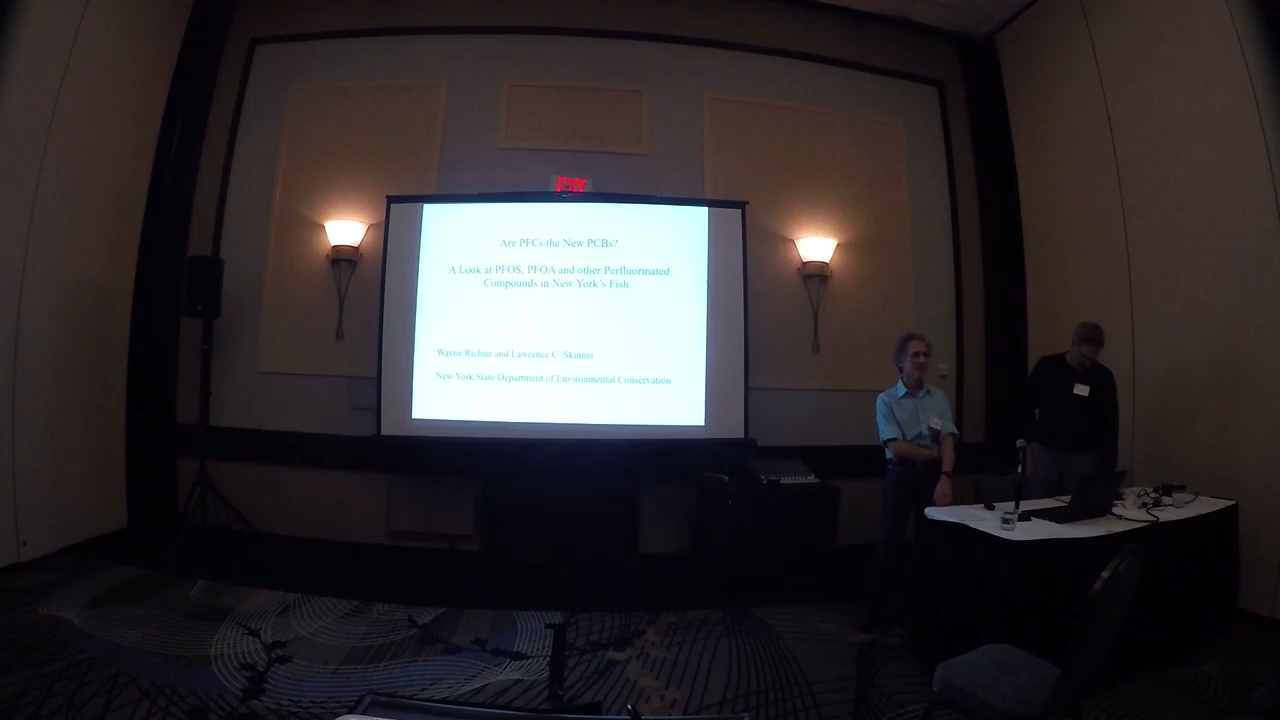 EXIT
Are PFCs the New PCBs?
A Look at PFOS, PFOA and other Perfluorinated
Compounds in New York's Fish.
Wayne Richter and Lawrence C. Skinner
New York State Department of Environmental Conservation